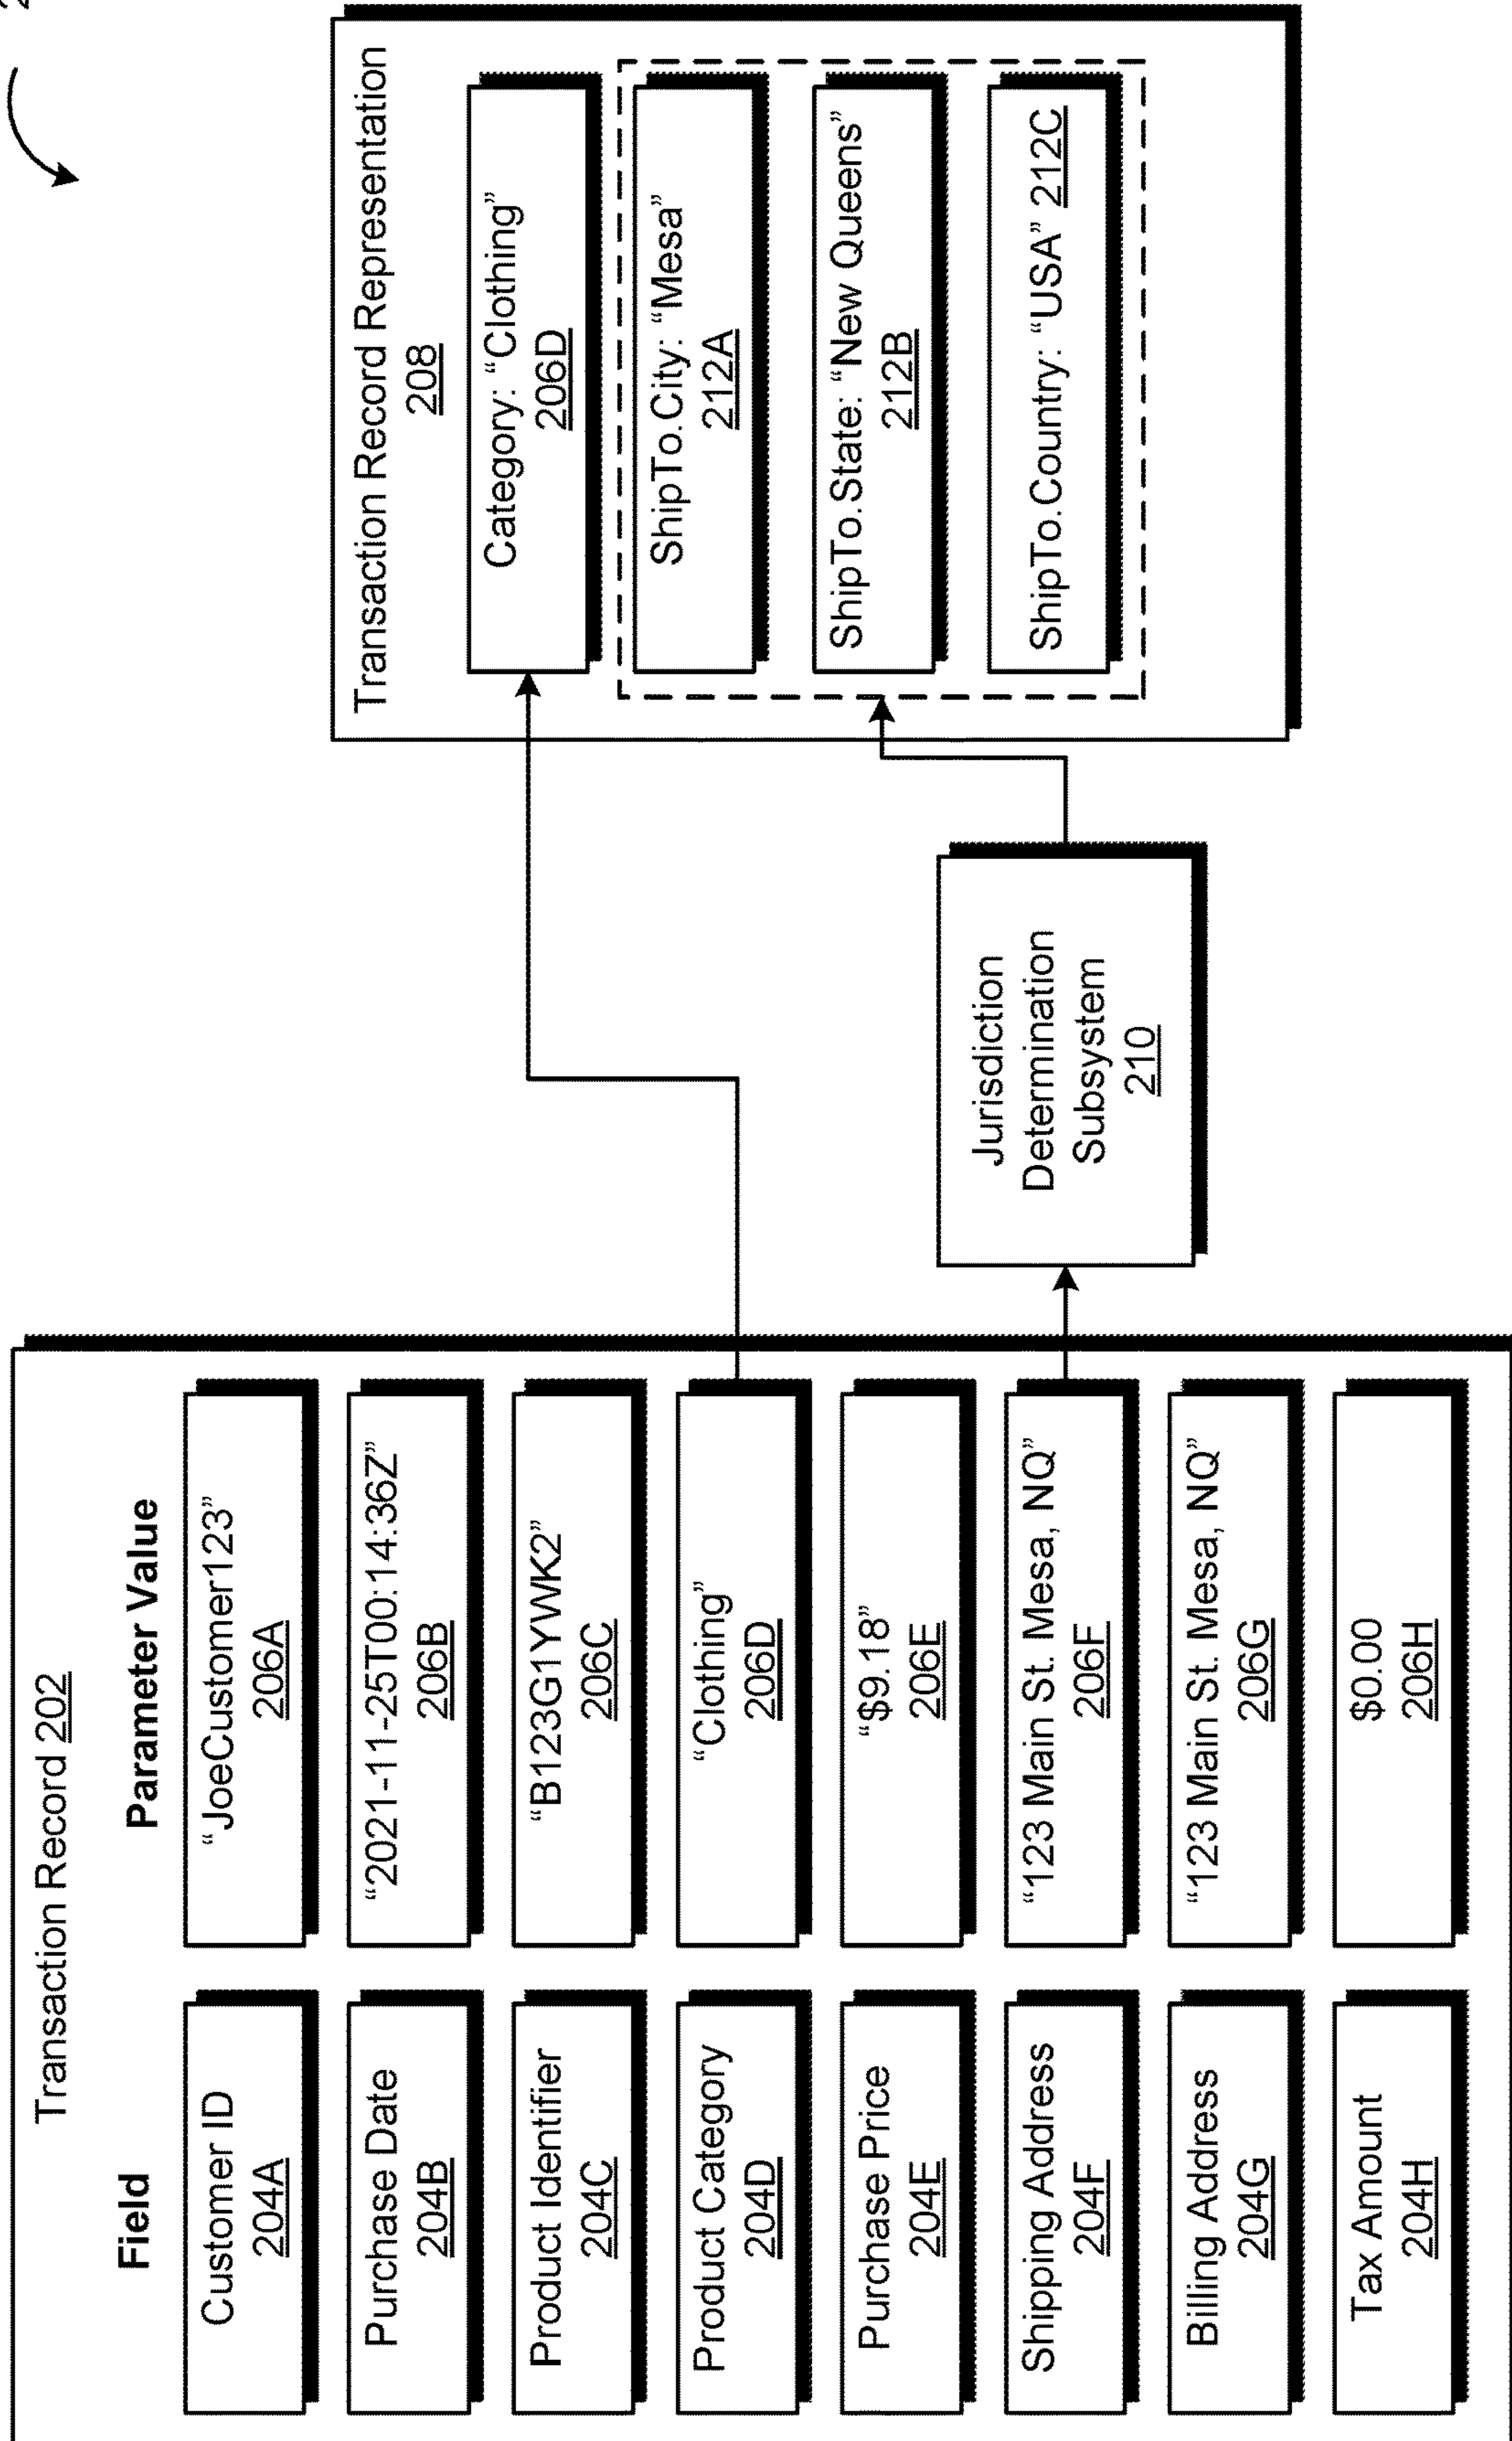 Transaction Record 202
Field
Parameter Value
Customer ID
204A
“JoeCustomer123”
206A
Purchase Date
204B
“2021-11-25T00:14:36Z”
206B
Product Identifier
204C
“B123G1YWK2”
206C
Product Category
204D
“Clothing”
206D
Purchase Price
204E
“$9.18”
206E
Shipping Address
204F
“123 Main St. Mesa, NQ”
206F
Billing Address
204G
“123 Main St. Mesa, NQ”
206G
Tax Amount
204H
$0.00
206H
Jurisdiction
Determination
Subsystem
210
Transaction Record Representation
208
Category: “Clothing”
206D
ShipTo.City: “Mesa”
212A
ShipTo.State: “New Queens”
212B
ShipTo.Country: “USA” 212C